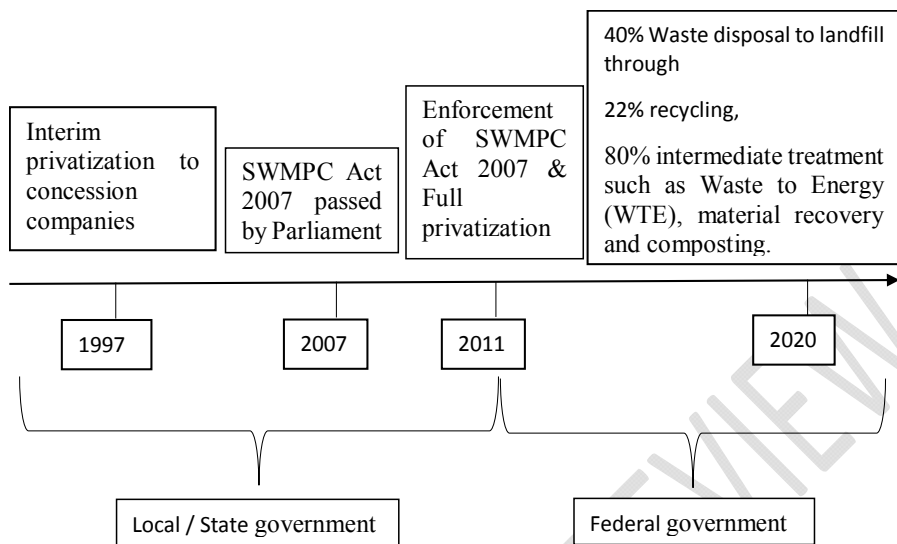 Interim
privatization to
concession
companies
SWMPC Act
2007 passed
by Parliament
Enforcement
of SWMPC
Act 2007 &
Full
privatization
40% Waste disposal to landfill
through
22% recycling,
80% intermediate treatment
such as Waste to Energy
(WTE), material recovery
and composting.
1997
2007
2011
2020
Local / State government
Federal government
EVIEW